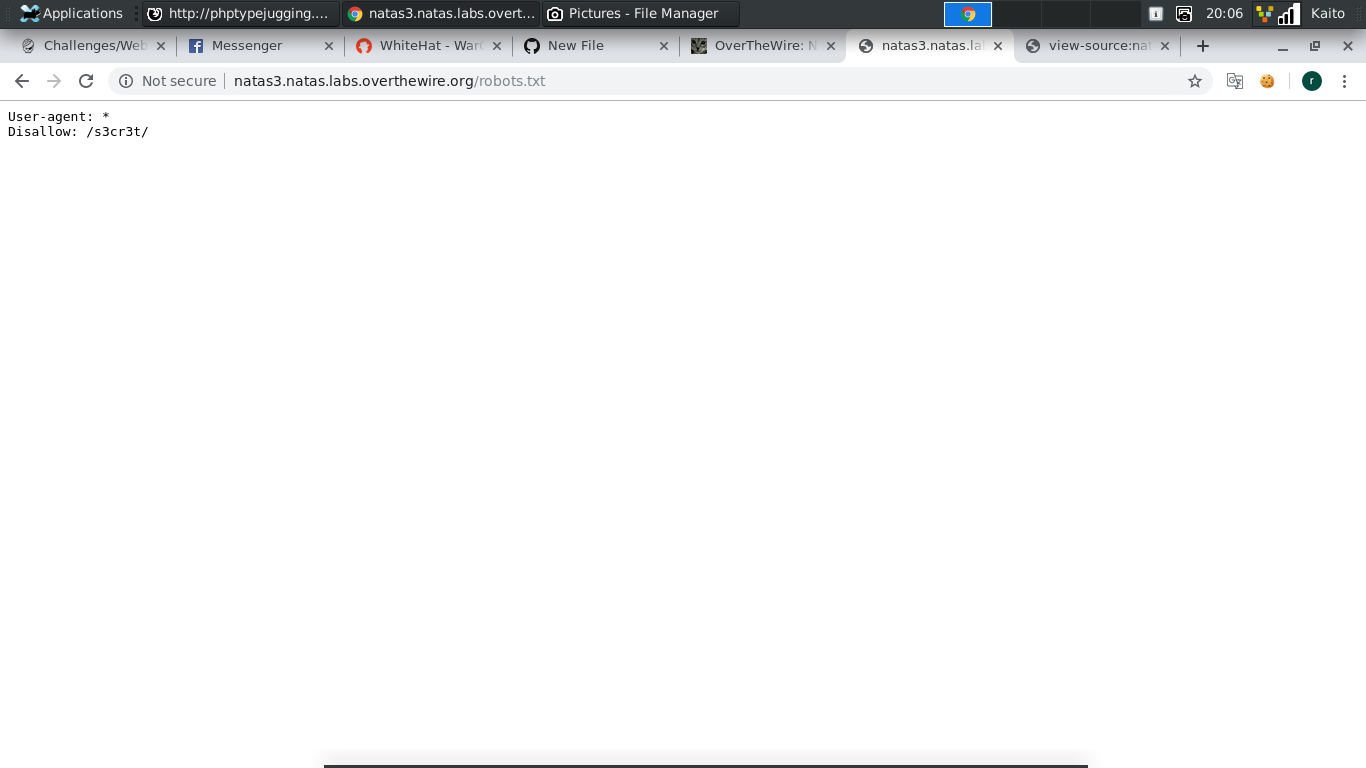 Applications http://phptypejugging.... natas3.natas.labs.overt... Pictures - File Manager 20:06 Kaito
Challenges/Web Messenger WhiteHat - War New File OverTheWire: N natas3.natas.la view-source:nat
Not secure natas3.natas.labs.overthewire.org/robots.txt r
User-agent: *
Disallow: /s3cr3t/